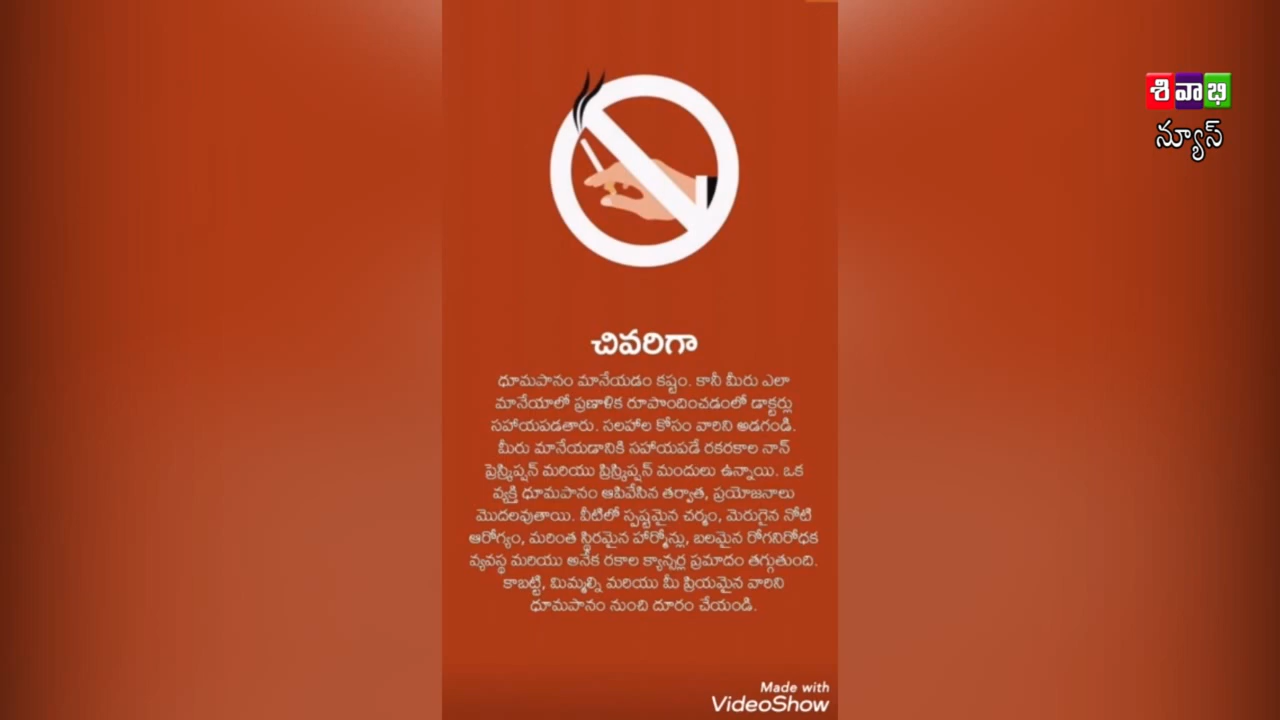 శివాభి
న్యూస్
చివరిగా
ధూమపానం మానేయడం కష్టం. కానీ మీరు ఎలా
మానేయాలో ప్రణాళిక రూపొందించడంలో డాక్టర్లు
సహాయపడతారు. సలహాల కోసం వారిని అడగండి.
మీరు మానేయడానికి సహాయపడే రకరకాల నాన్
ప్రెస్క్రిప్షన్ మరియు ప్రిస్క్రిప్షన్ మందులు ఉన్నాయి. ఒక
వ్యక్తి ధూమపానం ఆపివేసిన తర్వాత, ప్రయోజనాలు
మొదలవుతాయి. వీటిలో స్పష్టమైన చర్మం, మెరుగైన నోటి
ఆరోగ్యం, మరింత స్థిరమైన హార్మోన్లు, బలమైన రోగనిరోధక
వ్యవస్థ మరియు అనేక రకాల క్యాన్సర్ల ప్రమాదం తగ్గుతుంది.
కాబట్టి, మిమ్మల్ని మరియు మీ ప్రియమైన వారిని
ధూమపానం నుంచి దూరం చేయండి.
Made with
VideoShow